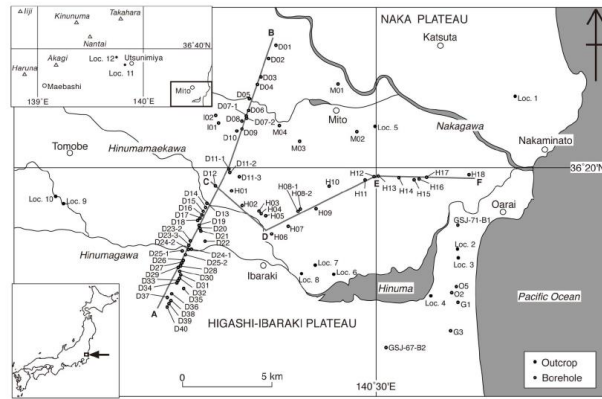 Iiji
Kinunuma
Takahara
Nantai
Akagi
Loc. 12
Utsunimiya
Loc. 11
Haruna
Maebashi
Mito
139°E
140°E
36°40'N
NAKA PLATEAU
Katsuta
B
D01
D02
D03
D04
M01
Loc. 1
D05
D06
D07-1
D07-2
D08
I02
I01
D09
D10
M04
Mito
Loc. 5
M02
M03
Nakagawa
Nakaminato
Tomobe
Hinumamaekawa
D11-1
D11-2
D11-3
36°20'N
D12
C
H01
H10
H12
E
H17
H18
F
H11
H13
H14
H16
H15
Oarai
Loc. 10
Loc. 9
D14
D15
D16
D17
D18
D13
H02
H03
H04
H05
H08-1
H08-2
H09
GSJ-71-B1
D19
D20
D21
D22
D
H06
H07
D23-2
D23-3
D24-2
Loc. 2
Loc. 3
Hinumagawa
D25-1
D26
D27
D29
D33
D34
D37
D24-1
D25-2
D28
D30
D31
D32
D35
D36
D38
D39
D40
A
Ibaraki
Loc. 7
Loc. 8
Loc. 6
Hinuma
Loc. 4
O5
O2
G1
G3
Pacific Ocean
HIGASHI-IBARAKI PLATEAU
GSJ-67-B2
0
5 km
140°30'E
Outcrop
Borehole